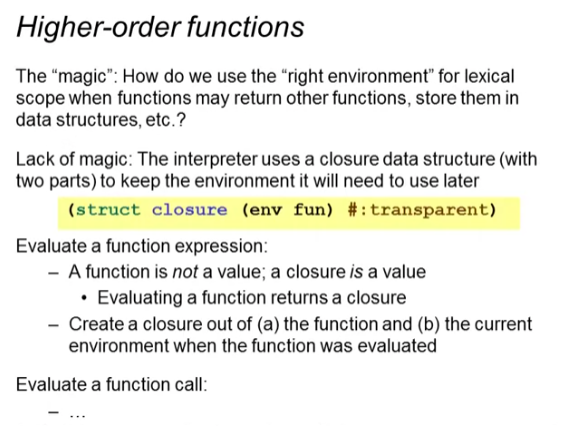 Higher-order functions
The “magic”: How do we use the “right environment” for lexical
scope when functions may return other functions, store them in
data structures, etc.?
Lack of magic: The interpreter uses a closure data structure (with
two parts) to keep the environment it will need to use later
(struct closure (env fun) #:transparent)
Evaluate a function expression:
– A function is not a value; a closure is a value
• Evaluating a function returns a closure
– Create a closure out of (a) the function and (b) the current
environment when the function was evaluated
Evaluate a function call:
– …